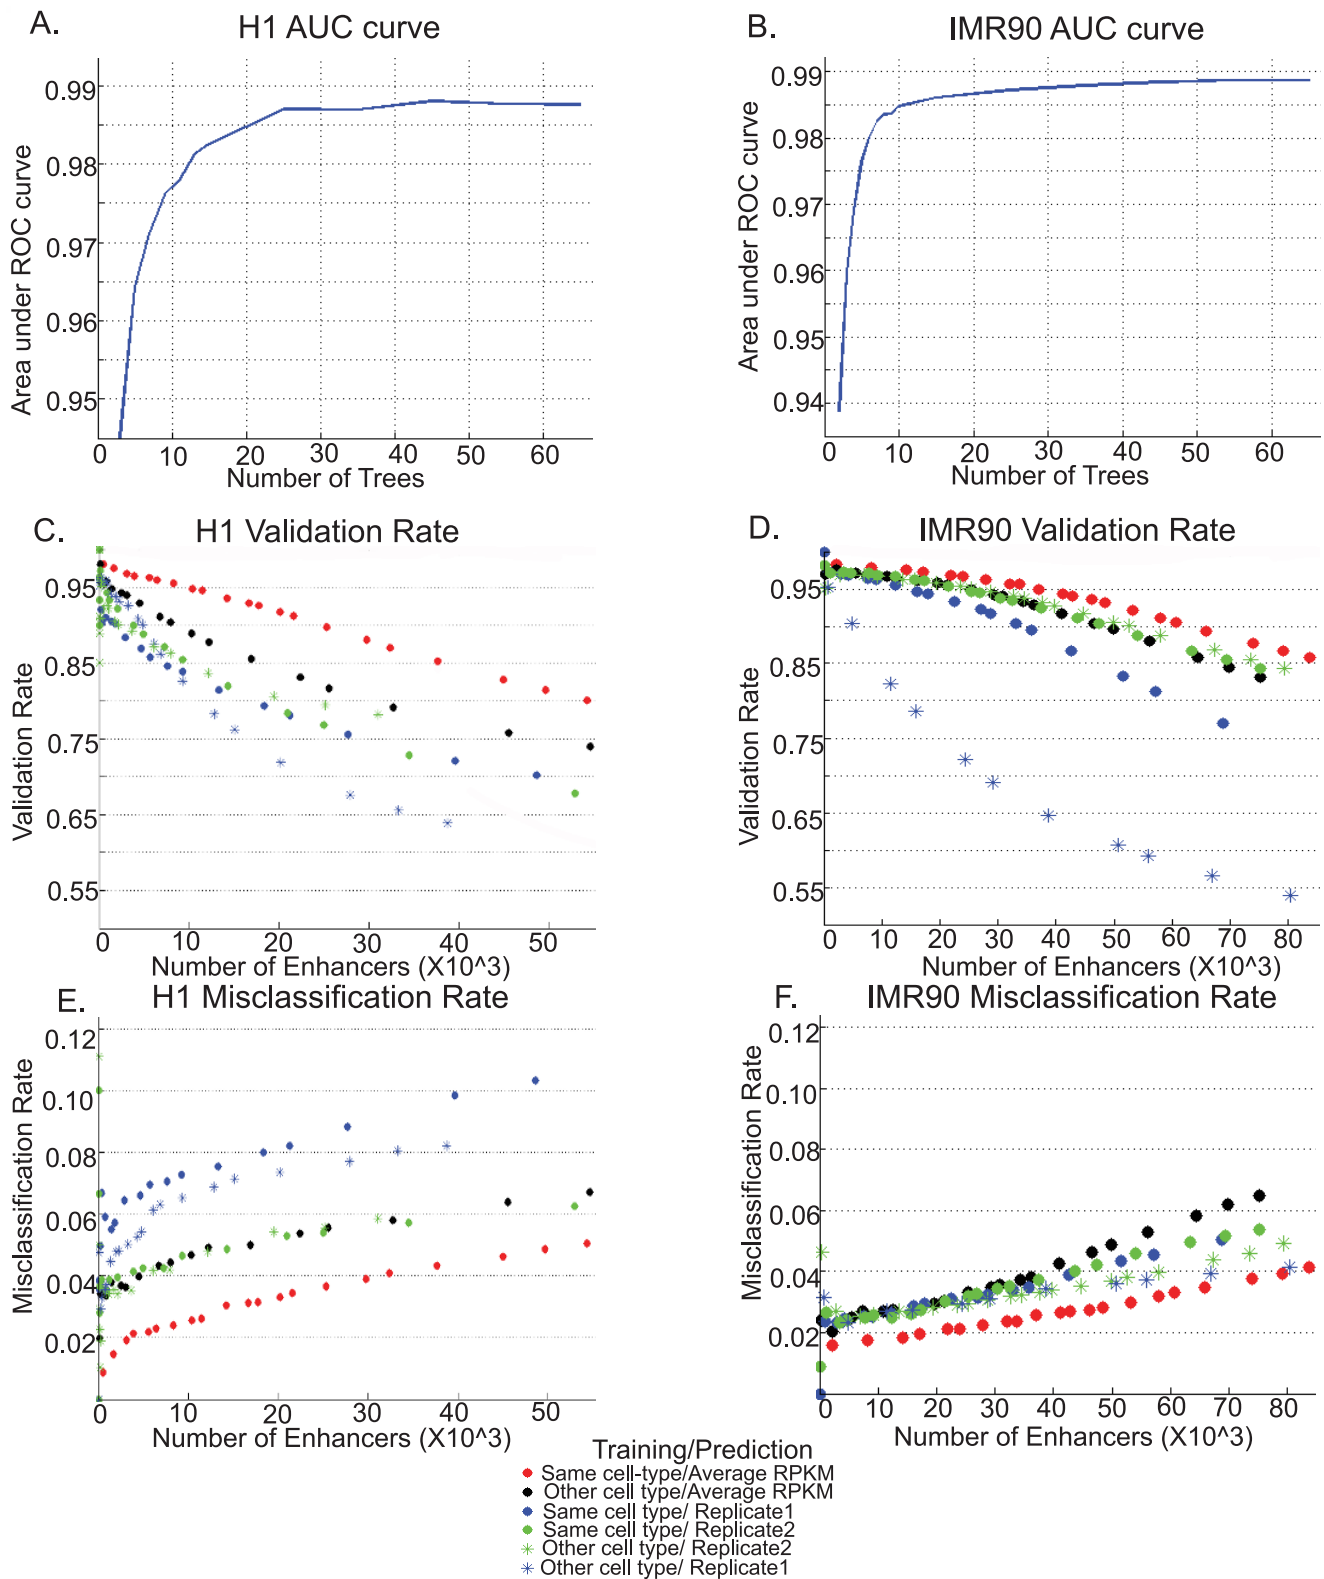 A.
H1 AUC curve
Area under ROC curve
0.99
0.98
0.97
0.96
0.95
0 10 20 30 40 50 60
Number of Trees
B.
IMR90 AUC curve
Area under ROC curve
0.99
0.98
0.97
0.96
0.95
0.94
0 10 20 30 40 50 60
Number of Trees
C.
H1 Validation Rate
Validation Rate
0.95
0.85
0.75
0.65
0.55
0 10 20 30 40 50
Number of Enhancers (X10^3)
D.
IMR90 Validation Rate
Validation Rate
0.95
0.85
0.75
0.65
0.55
0 10 20 30 40 50 60 70 80
Number of Enhancers (X10^3)
E.
H1 Misclassification Rate
Misclassification Rate
0.12
0.10
0.08
0.06
0.04
0.02
0 10 20 30 40 50
Number of Enhancers (X10^3)
F.
IMR90 Misclassification Rate
Misclassification Rate
0.12
0.10
0.08
0.06
0.04
0.02
0 10 20 30 40 50 60 70 80
Number of Enhancers (X10^3)
Training/Prediction
Same cell-type/Average RPKM
Other cell type/Average RPKM
Same cell type/ Replicate1
Same cell type/ Replicate2
Other cell type/ Replicate2
Other cell type/ Replicate1